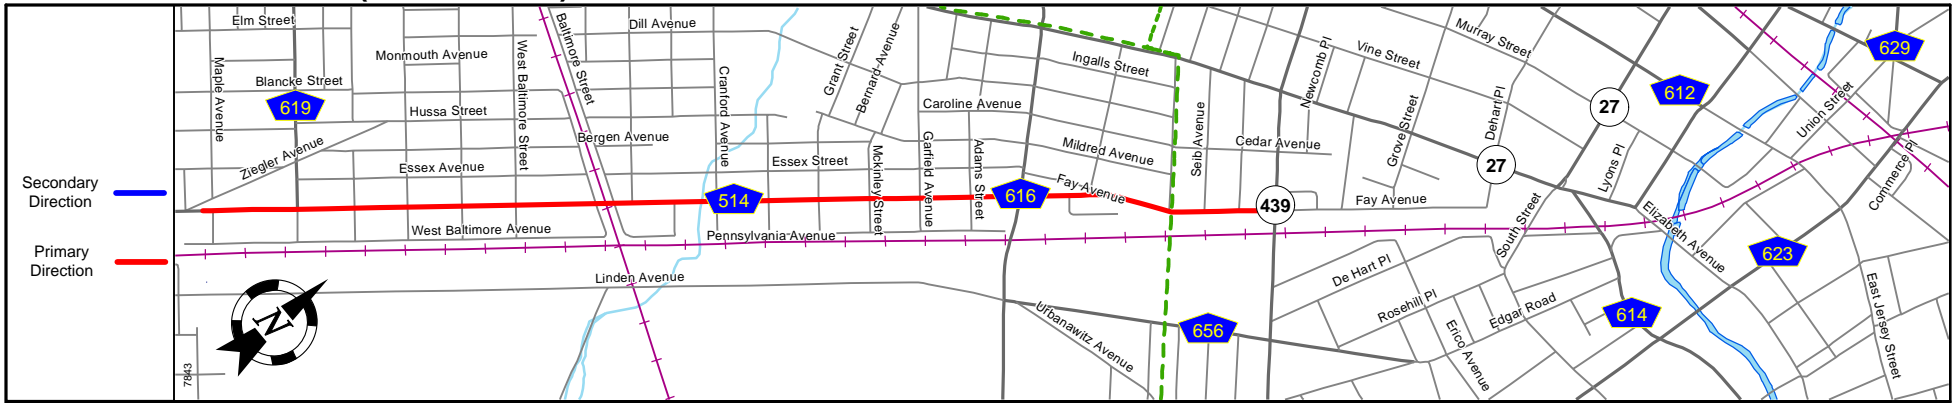 Secondary
Direction
Primary
Direction
Elm Street
Maple Avenue
Blancke Street
619
Ziegler Avenue
Monmouth Avenue
Hussa Street
Essex Avenue
West Baltimore Street
Baltimore Street
West Baltimore Avenue
Dill Avenue
Bergen Avenue
Cranford Avenue
514
Pennsylvania Avenue
Linden Avenue
Essex Street
Grant Street
Bernard Avenue
Mckinley Street
Caroline Avenue
Garfield Avenue
Adams Street
616
Ingalls Street
Mildred Avenue
Fay Avenue
Urbanawitz Avenue
Seib Avenue
656
Cedar Avenue
439
Newcomb Pl
Vine Street
Grove Street
Fay Avenue
De Hart Pl
Rosehill Pl
Erico Avenue
Edgar Road
Murray Street
Dehart Pl
27
27
South Street
Lyons Pl
612
614
Elizabeth Avenue
623
Union Street
629
Commerce Pl
East Jersey Street
N
7843